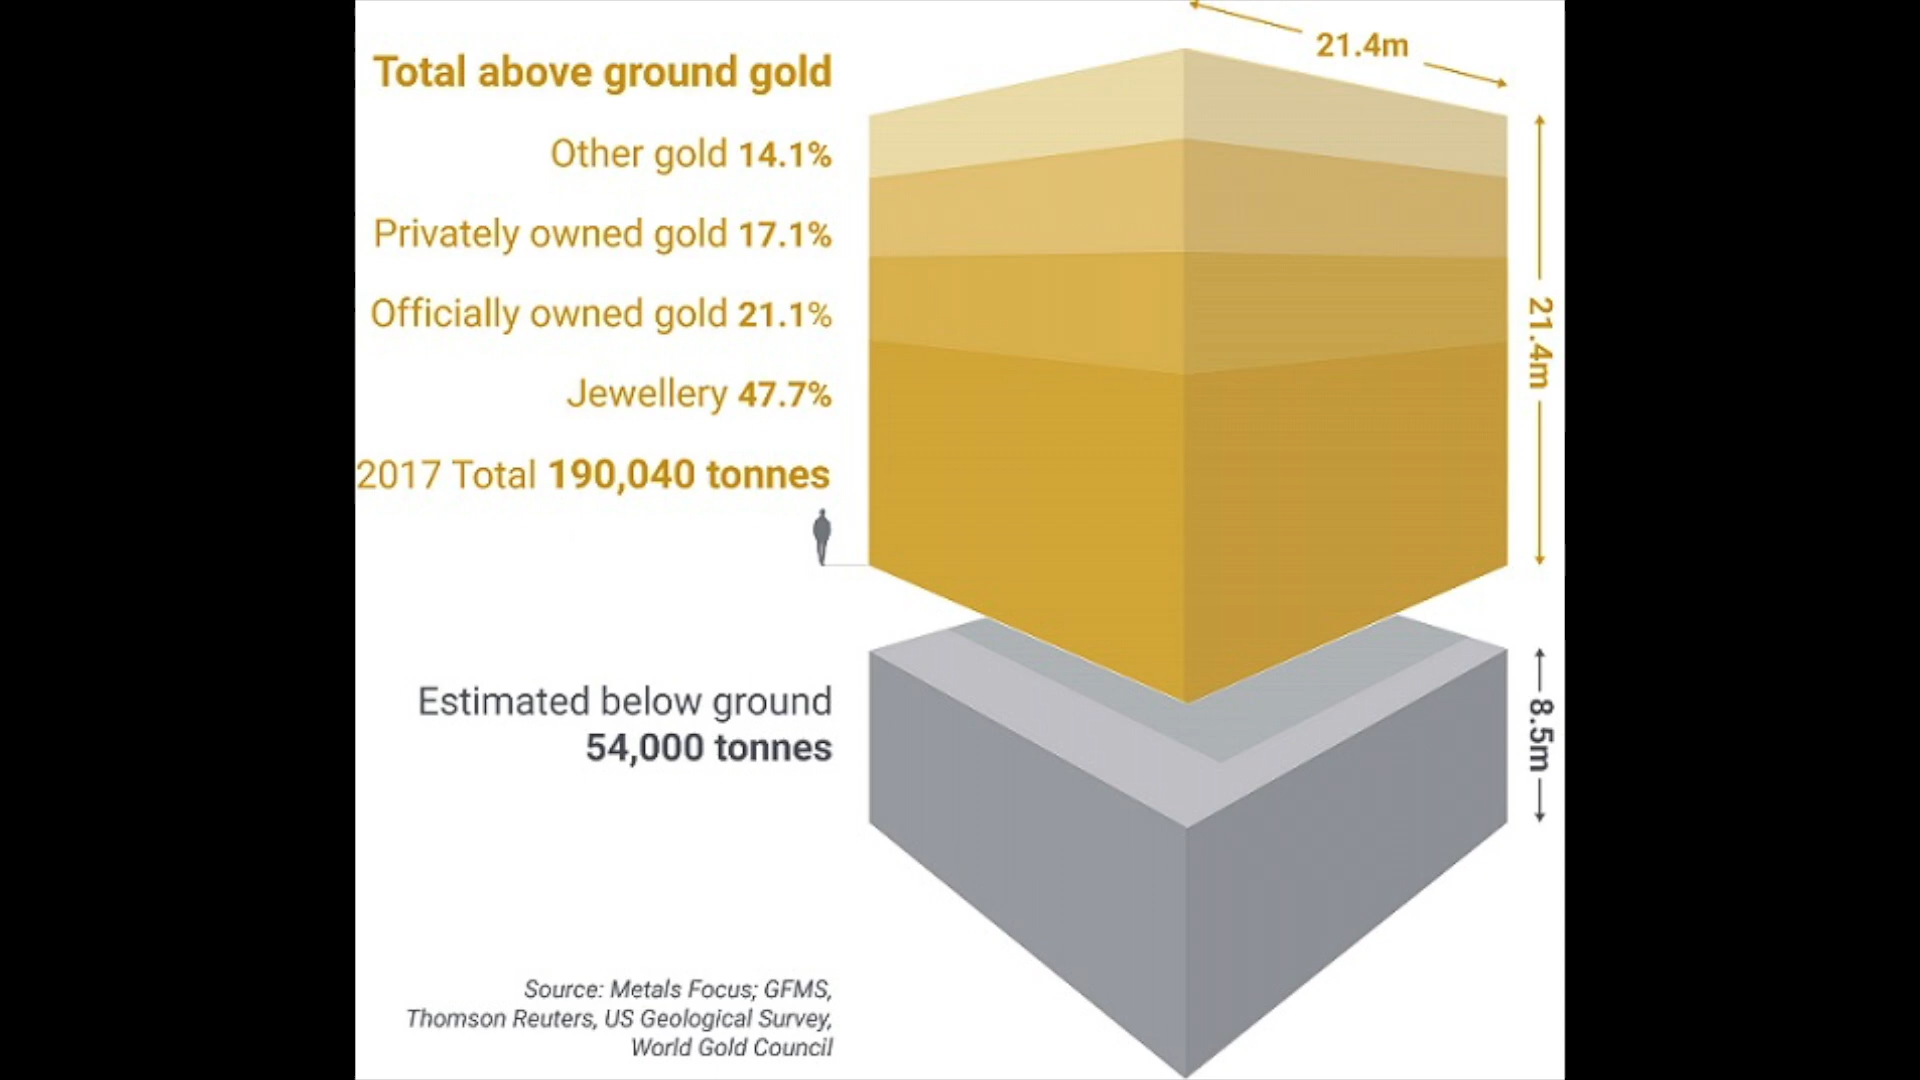 Total above ground gold
Other gold 14.1%
Privately owned gold 17.1%
Officially owned gold 21.1%
Jewellery 47.7%
2017 Total 190,040 tonnes
21.4m
21.4m
Estimated below ground
54,000 tonnes
8.5m
Source: Metals Focus; GFMS,
Thomson Reuters, US Geological Survey,
World Gold Council